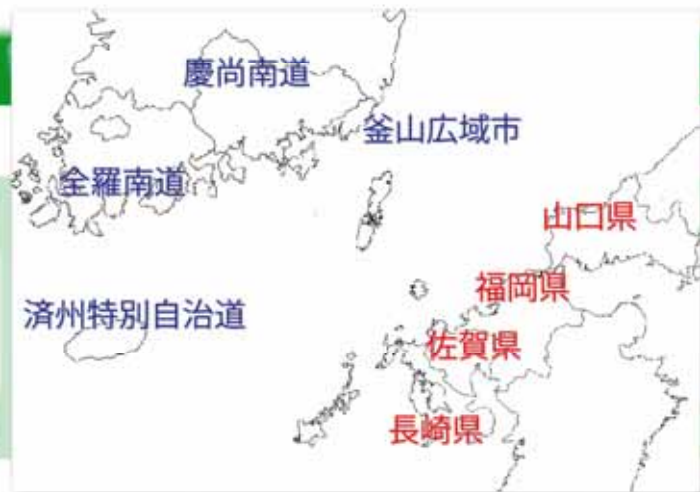 慶尚南道
釜山広域市
全羅南道
山口県
福岡県
済州特別自治道
佐賀県
長崎県